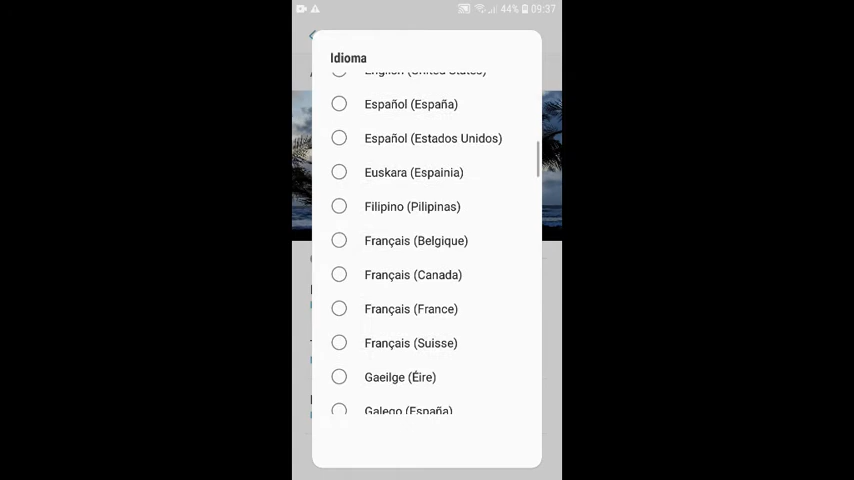 44% 09:37
Idioma
English (United States)
Español (España)
Español (Estados Unidos)
Euskara (Espainia)
Filipino (Pilipinas)
Français (Belgique)
Français (Canada)
Français (France)
Français (Suisse)
Gaeilge (Éire)
Galego (España)